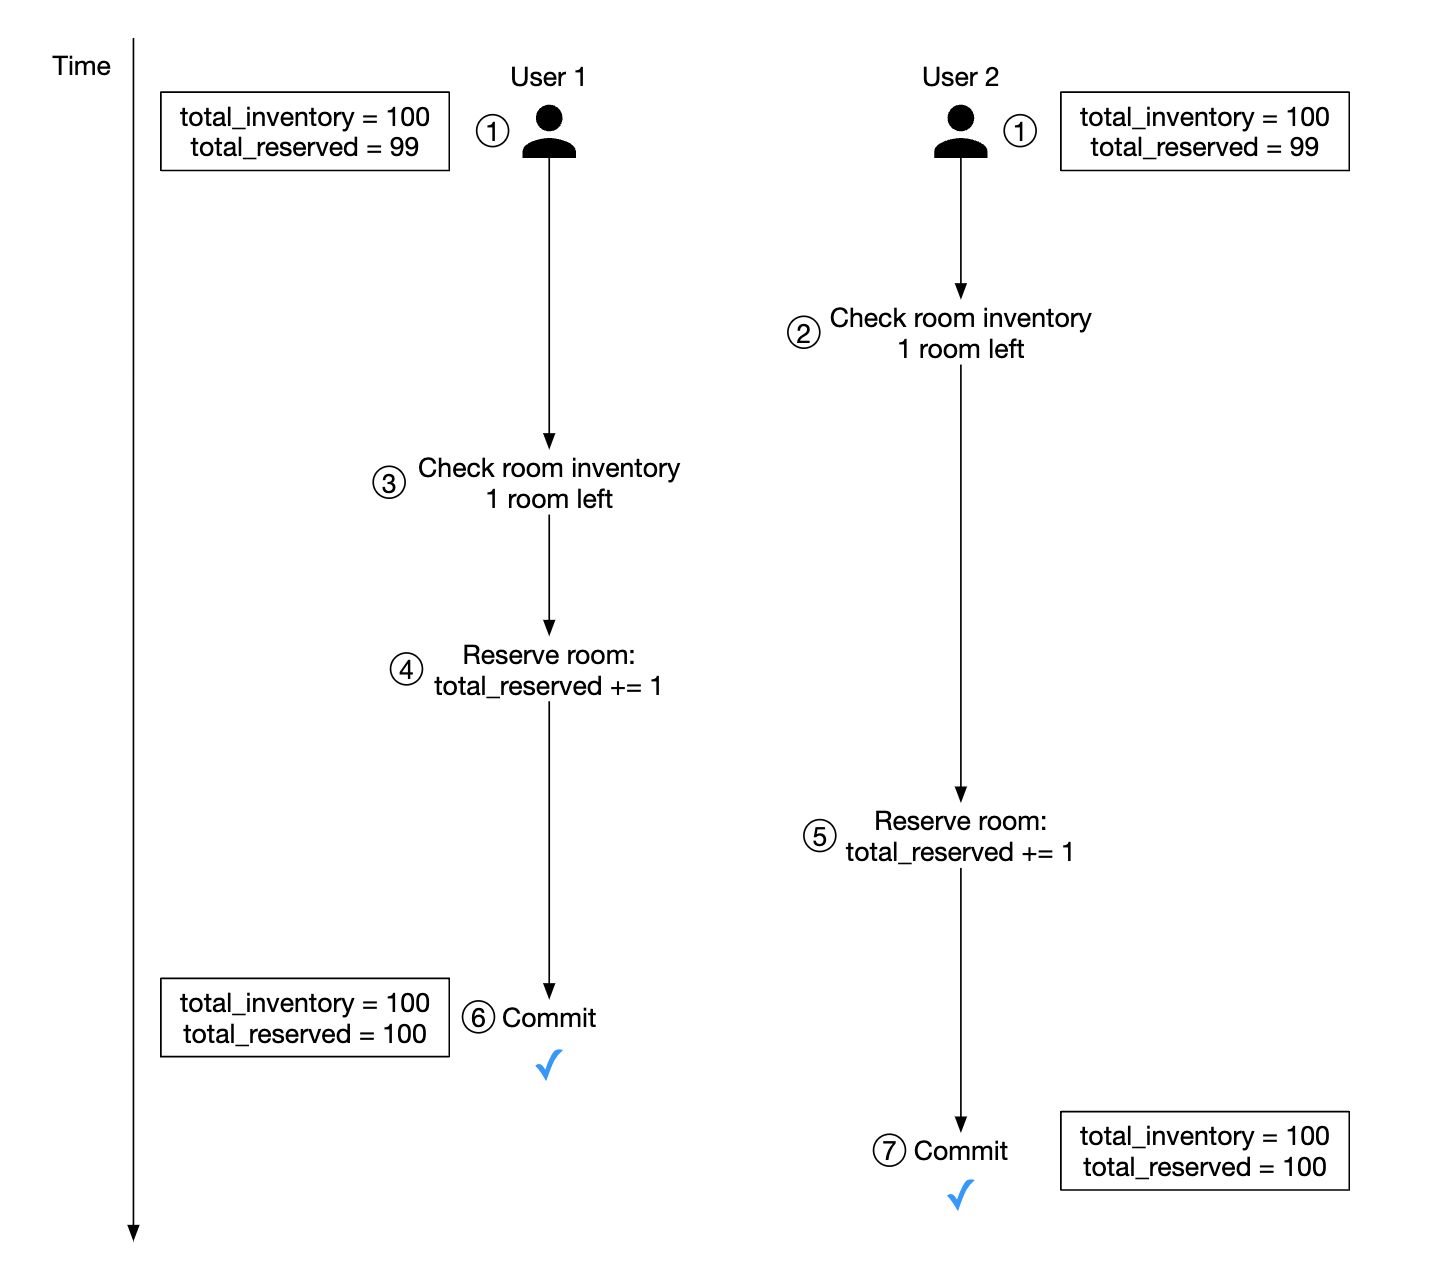 Time
User 1
User 2
total_inventory = 100
total_reserved = 99
①
①
total_inventory = 100
total_reserved = 99
② Check room inventory
1 room left
③ Check room inventory
1 room left
④ Reserve room:
total_reserved += 1
⑤ Reserve room:
total_reserved += 1
total_inventory = 100
total_reserved = 100
⑥ Commit
⑦ Commit
total_inventory = 100
total_reserved = 100